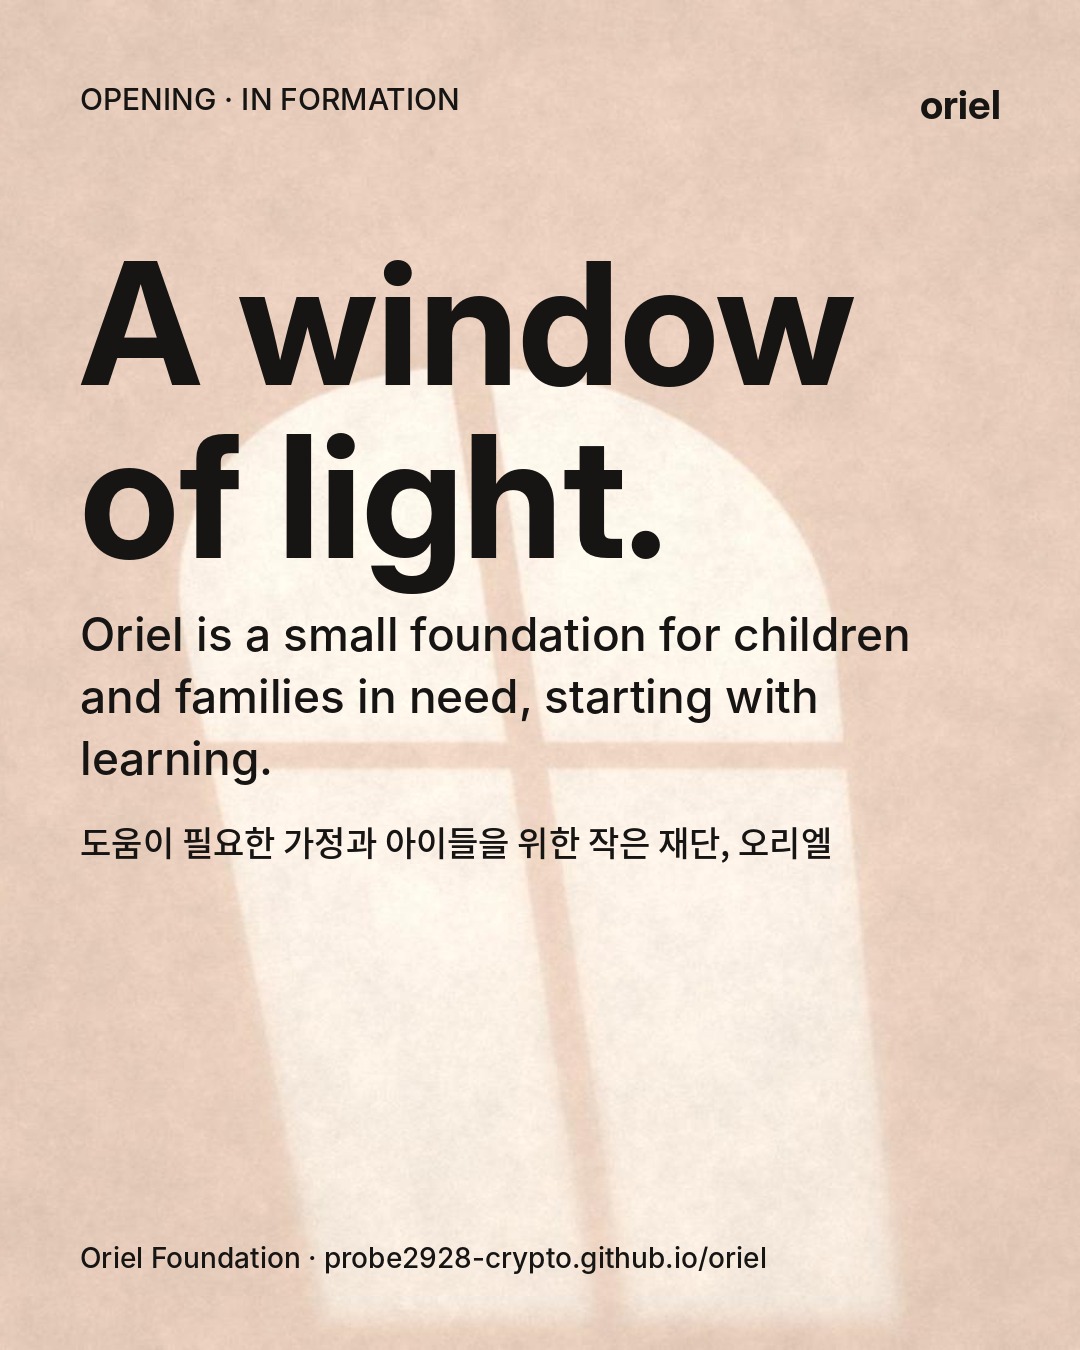 OPENING · IN FORMATION
oriel
A window
of light.
Oriel is a small foundation for children
and families in need, starting with
learning.
도움이 필요한 가정과 아이들을 위한 작은 재단, 오리엘
Oriel Foundation · probe2928-crypto.github.io/oriel